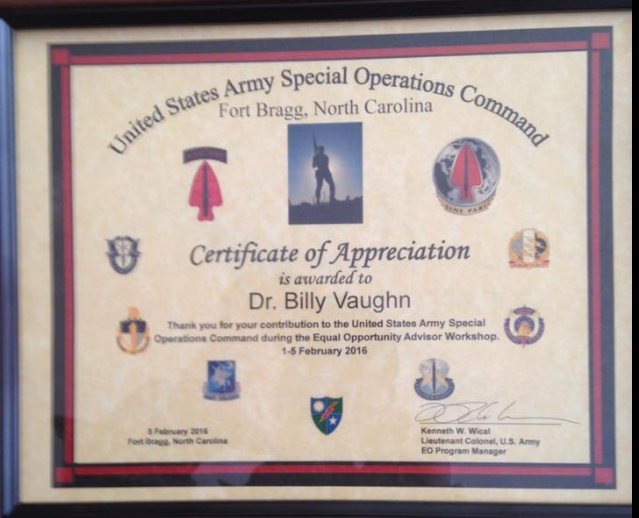 United States Army Special Operations Command
Fort Bragg, North Carolina
Certificate of Appreciation
is awarded to
Dr. Billy Vaughn
Thank you for your contribution to the United States Army Special
Operations Command during the Equal Opportunity Advisor Workshop.
1-5 February 2016
5 February 2016
Fort Bragg, North Carolina
Kenneth W. Wical
Lieutenant Colonel, U.S. Army
EO Program Manager